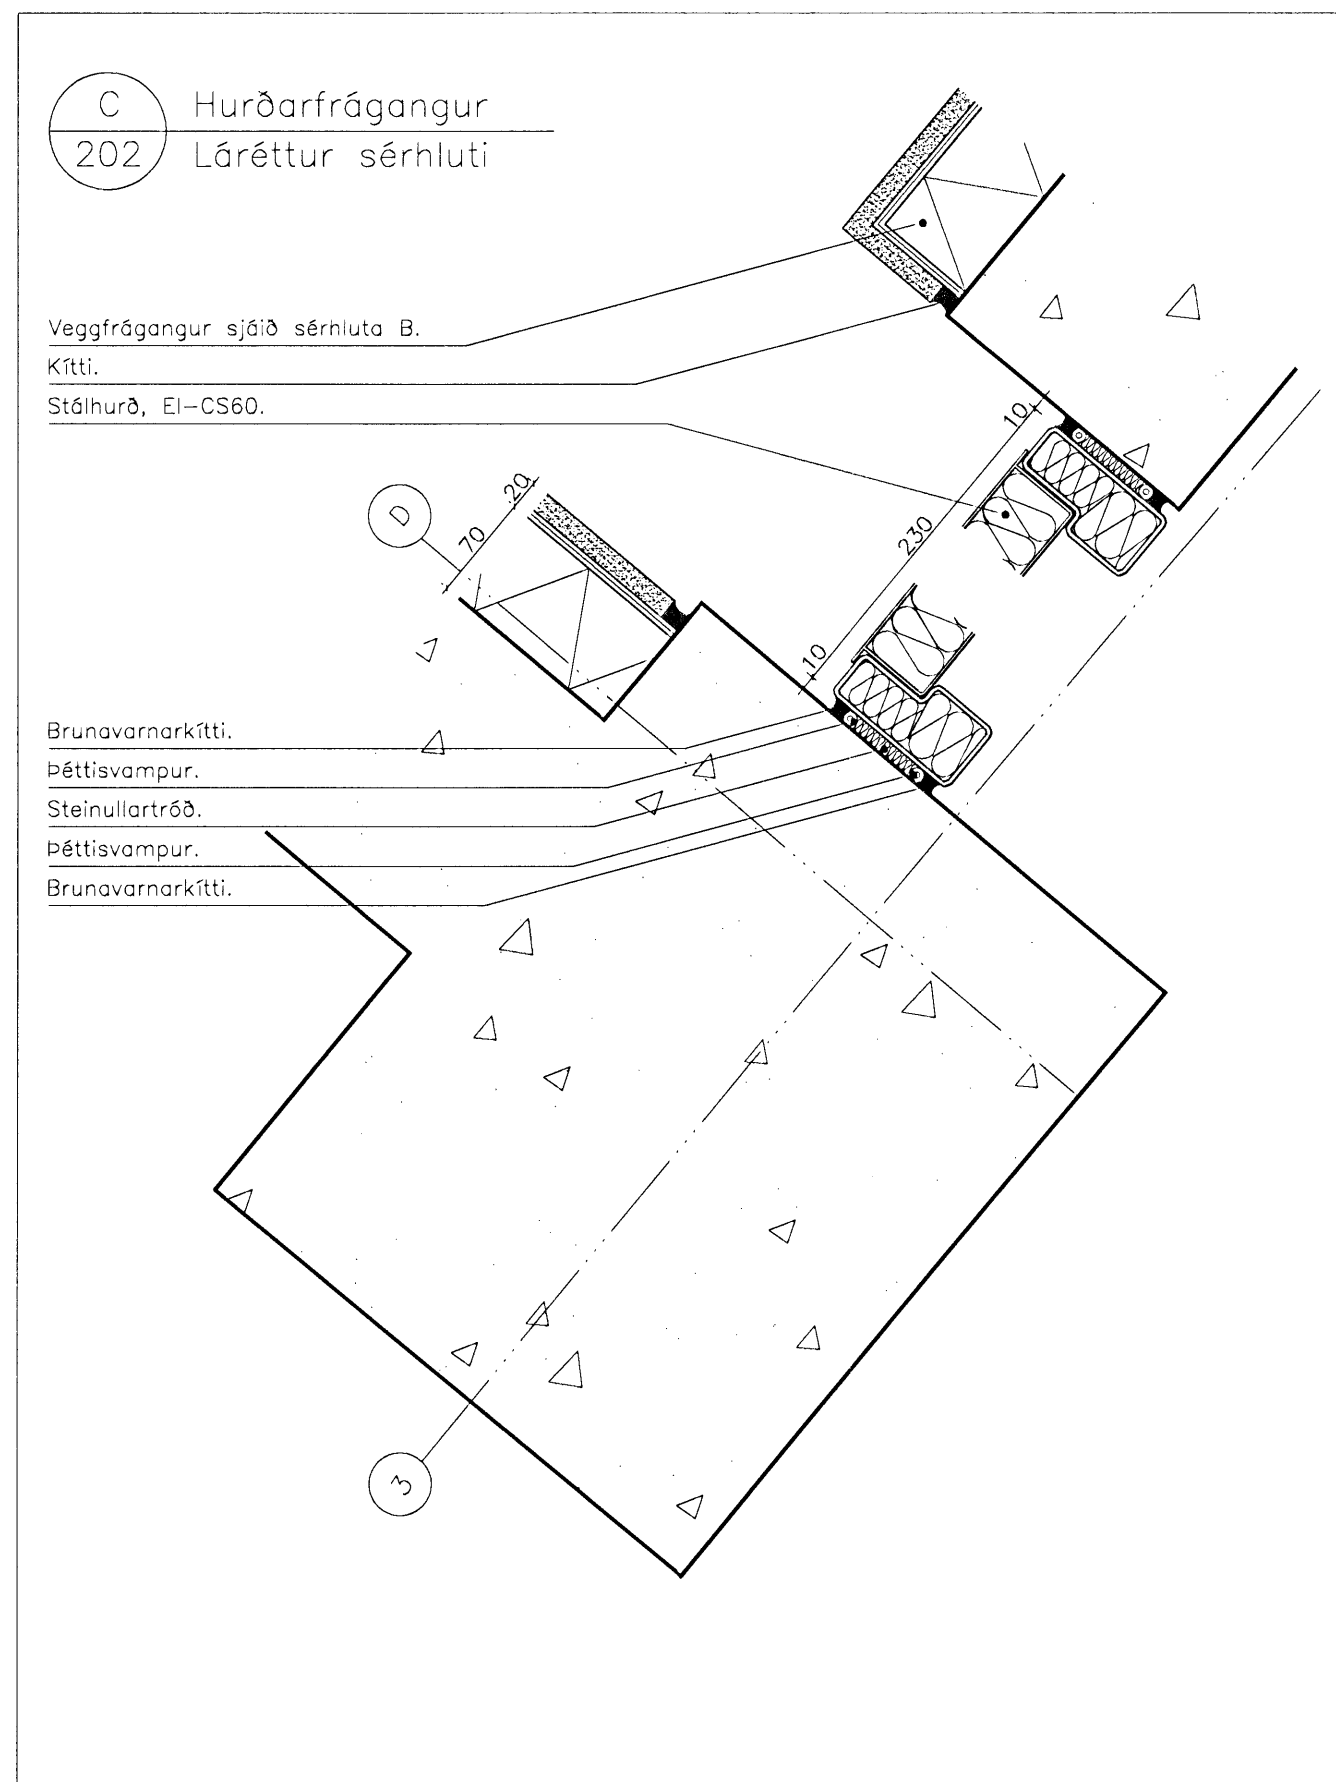 C
202
Hurðarfrágangur
Láréttur sérhluti
Veggfrágangur sjáið sérhluta B.
Kítti.
Stálhurð, EI-CS60.
10
230
10
D
70
20
Brunavarnarkítti.
Þéttisvampur.
Steinullartróð.
Þéttisvampur.
Brunavarnarkítti.
3